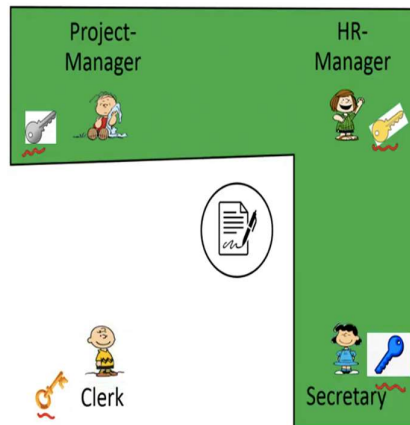 Project-
Manager
HR-
Manager
Clerk
Secretary